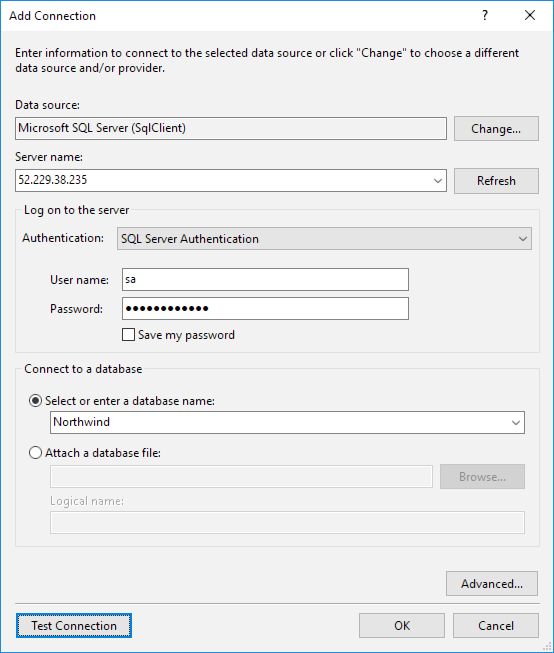 Add Connection
?
Enter information to connect to the selected data source or click "Change" to choose a different
data source and/or provider.
Data source:
Microsoft SQL Server (SqlClient)
Change...
Server name:
52.229.38.235
Refresh
Log on to the server
Authentication:
SQL Server Authentication
User name:
sa
Password:
●●●●●●●●●●●●
Save my password
Connect to a database
Select or enter a database name:
Northwind
Attach a database file:
Browse...
Logical name:
Advanced...
Test Connection
OK
Cancel